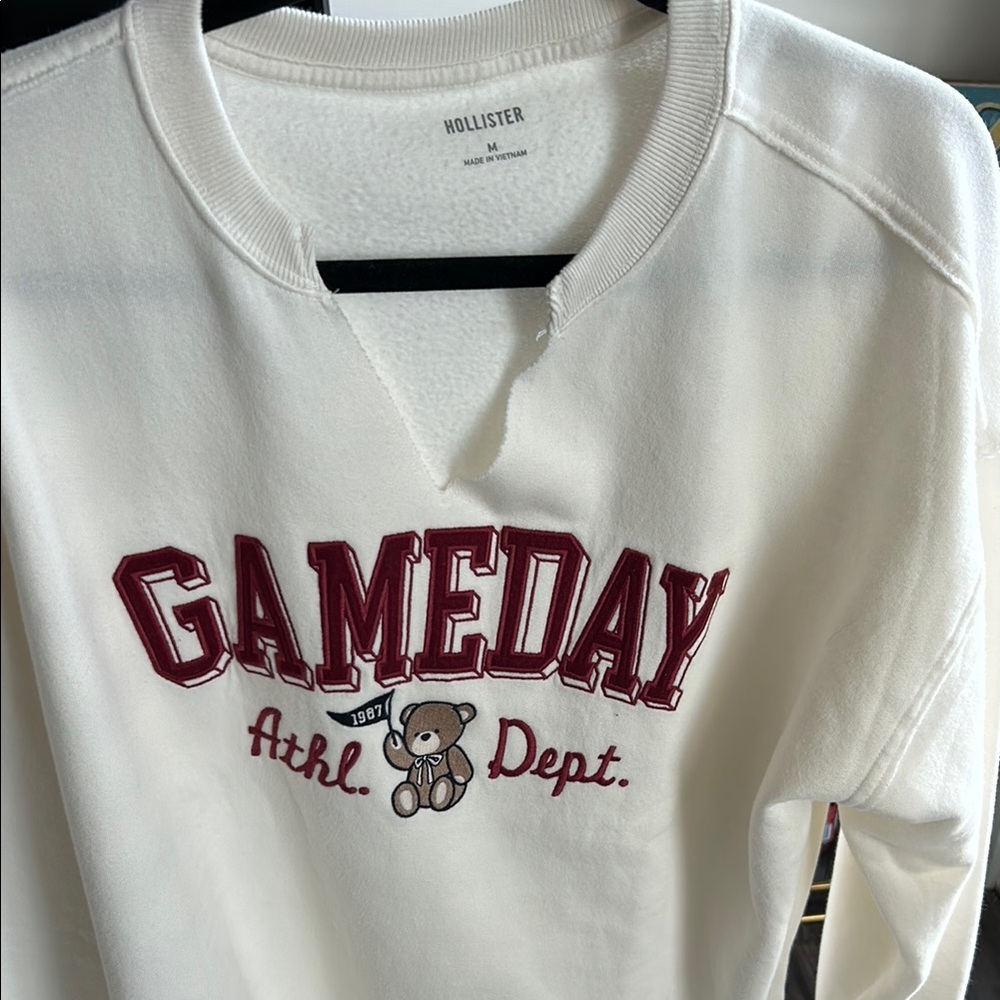 HOLLISTER
M
MADE IN VIETNAM
GAMEDAY
1987
Athl. Dept.